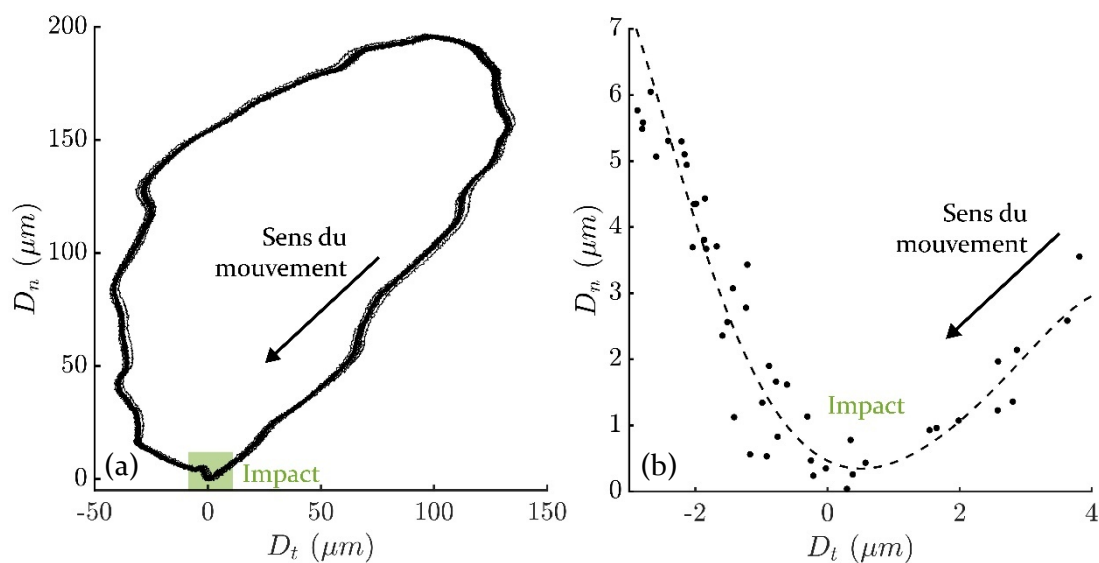 200
150
100
50
0
-50
0
50
100
150
D_n (μm)
D_t (μm)
Sens du
mouvement
(a)
Impact
7
6
5
4
3
2
1
0
-2
0
2
4
D_n (μm)
D_t (μm)
Sens du
mouvement
Impact
(b)